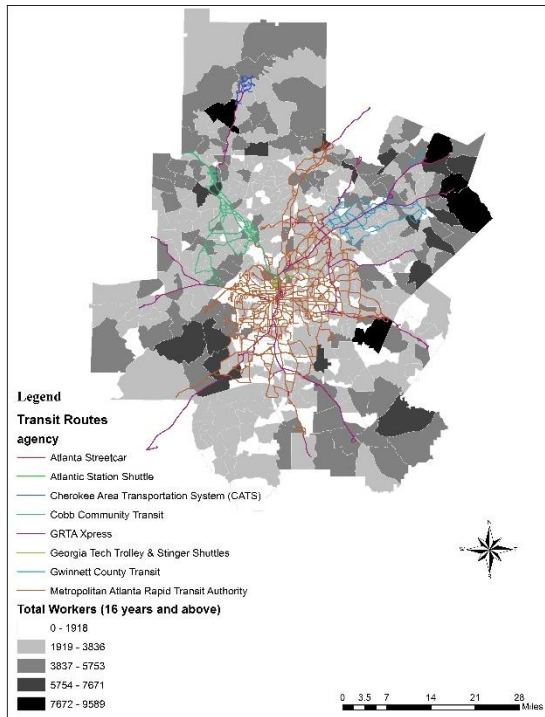 N
W
E
S
Legend
Transit Routes
agency
Atlanta Streetcar
Atlantic Station Shuttle
Cherokee Area Transportation System (CATS)
Cobb Community Transit
GRTA Xpress
Georgia Tech Trolley & Stinger Shuttles
Gwinnett County Transit
Metropolitan Atlanta Rapid Transit Authority
Total Workers (16 years and above)
0 - 1918
1919 - 3836
3837 - 5753
5754 - 7671
7672 - 9589
0 3.5 7 14 21 28
Miles